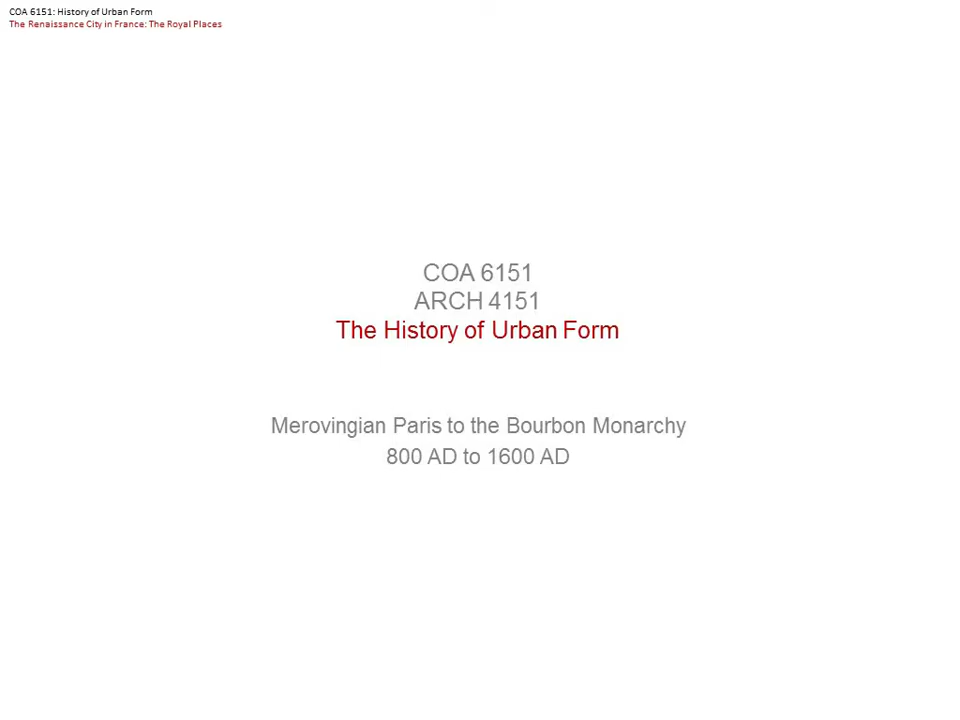 COA 6151: History of Urban Form
The Renaissance City in France: The Royal Places
COA 6151
ARCH 4151
The History of Urban Form
Merovingian Paris to the Bourbon Monarchy
800 AD to 1600 AD